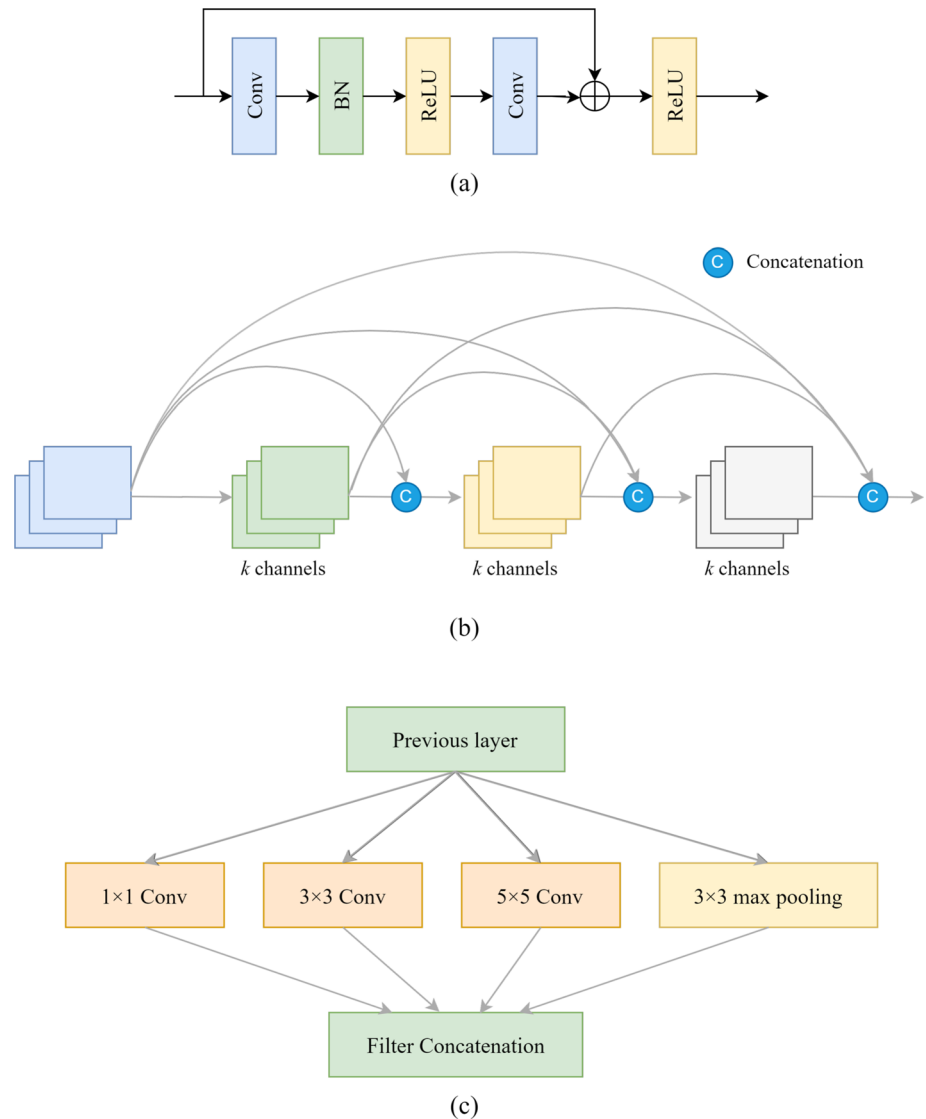 Conv
BN
ReLU
Conv
ReLU
(a)
C Concatenation
C
C
C
k channels
k channels
k channels
(b)
Previous layer
1×1 Conv
3×3 Conv
5×5 Conv
3×3 max pooling
Filter Concatenation
(c)